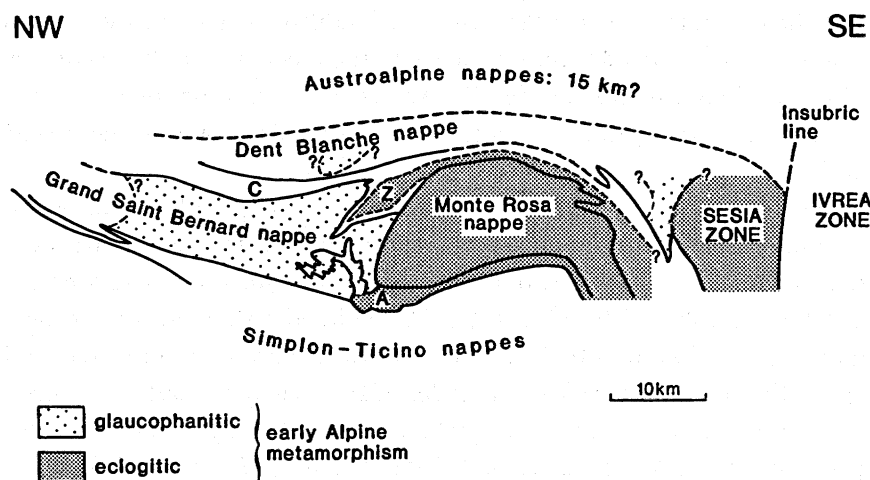 NW
SE
Austroalpine nappes: 15 km?
Insubric
line
Dent Blanche nappe
?
?
?
C
Z
Grand Saint Bernard nappe
Monte Rosa
nappe
?
?
SESIA
ZONE
IVREA
ZONE
?
A
Simplon-Ticino nappes
10km
glaucophanitic
eclogitic
early Alpine
metamorphism